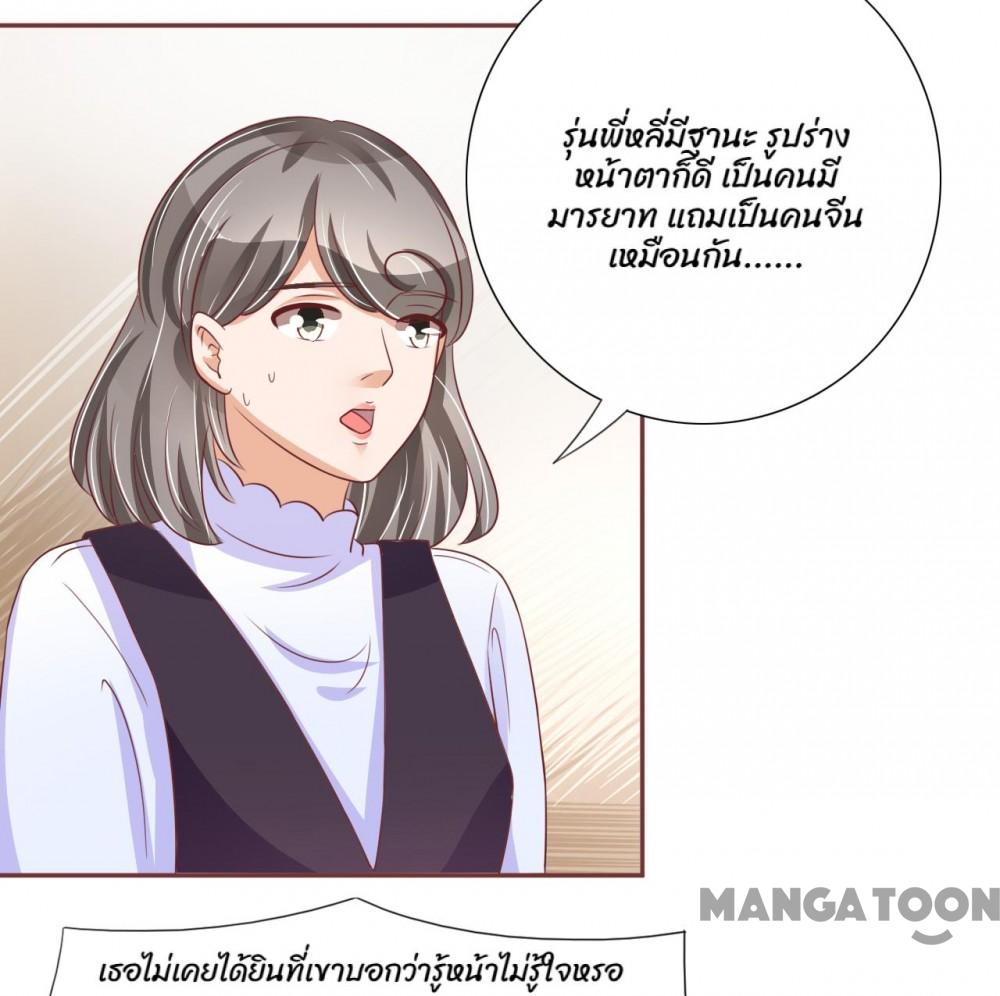 รุ่นพี่หลี่มีฐานะ รูปร่าง
หน้าตาก็ดี เป็นคนมี
มารยาท แถมเป็นคนจีน
เหมือนกัน......
MANGATOON
เธอไม่เคยได้ยินที่เขาบอกว่ารู้หน้าไม่รู้ใจหรอ